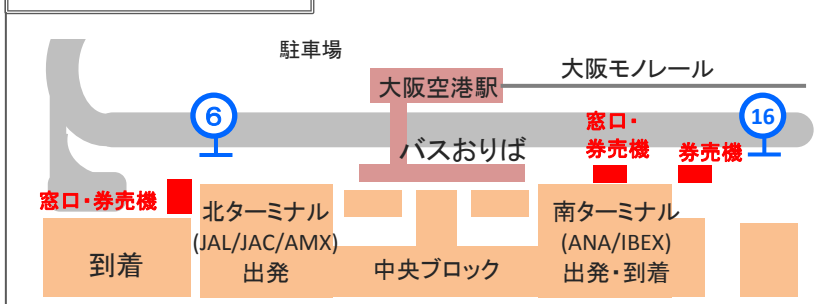 駐車場
大阪モノレール
大阪空港駅
6
16
窓口・
券売機
券売機
バスおりば
窓口・券売機
北ターミナル
(JAL/JAC/AMX)
出発
南ターミナル
(ANA/IBEX)
出発・到着
到着
中央ブロック